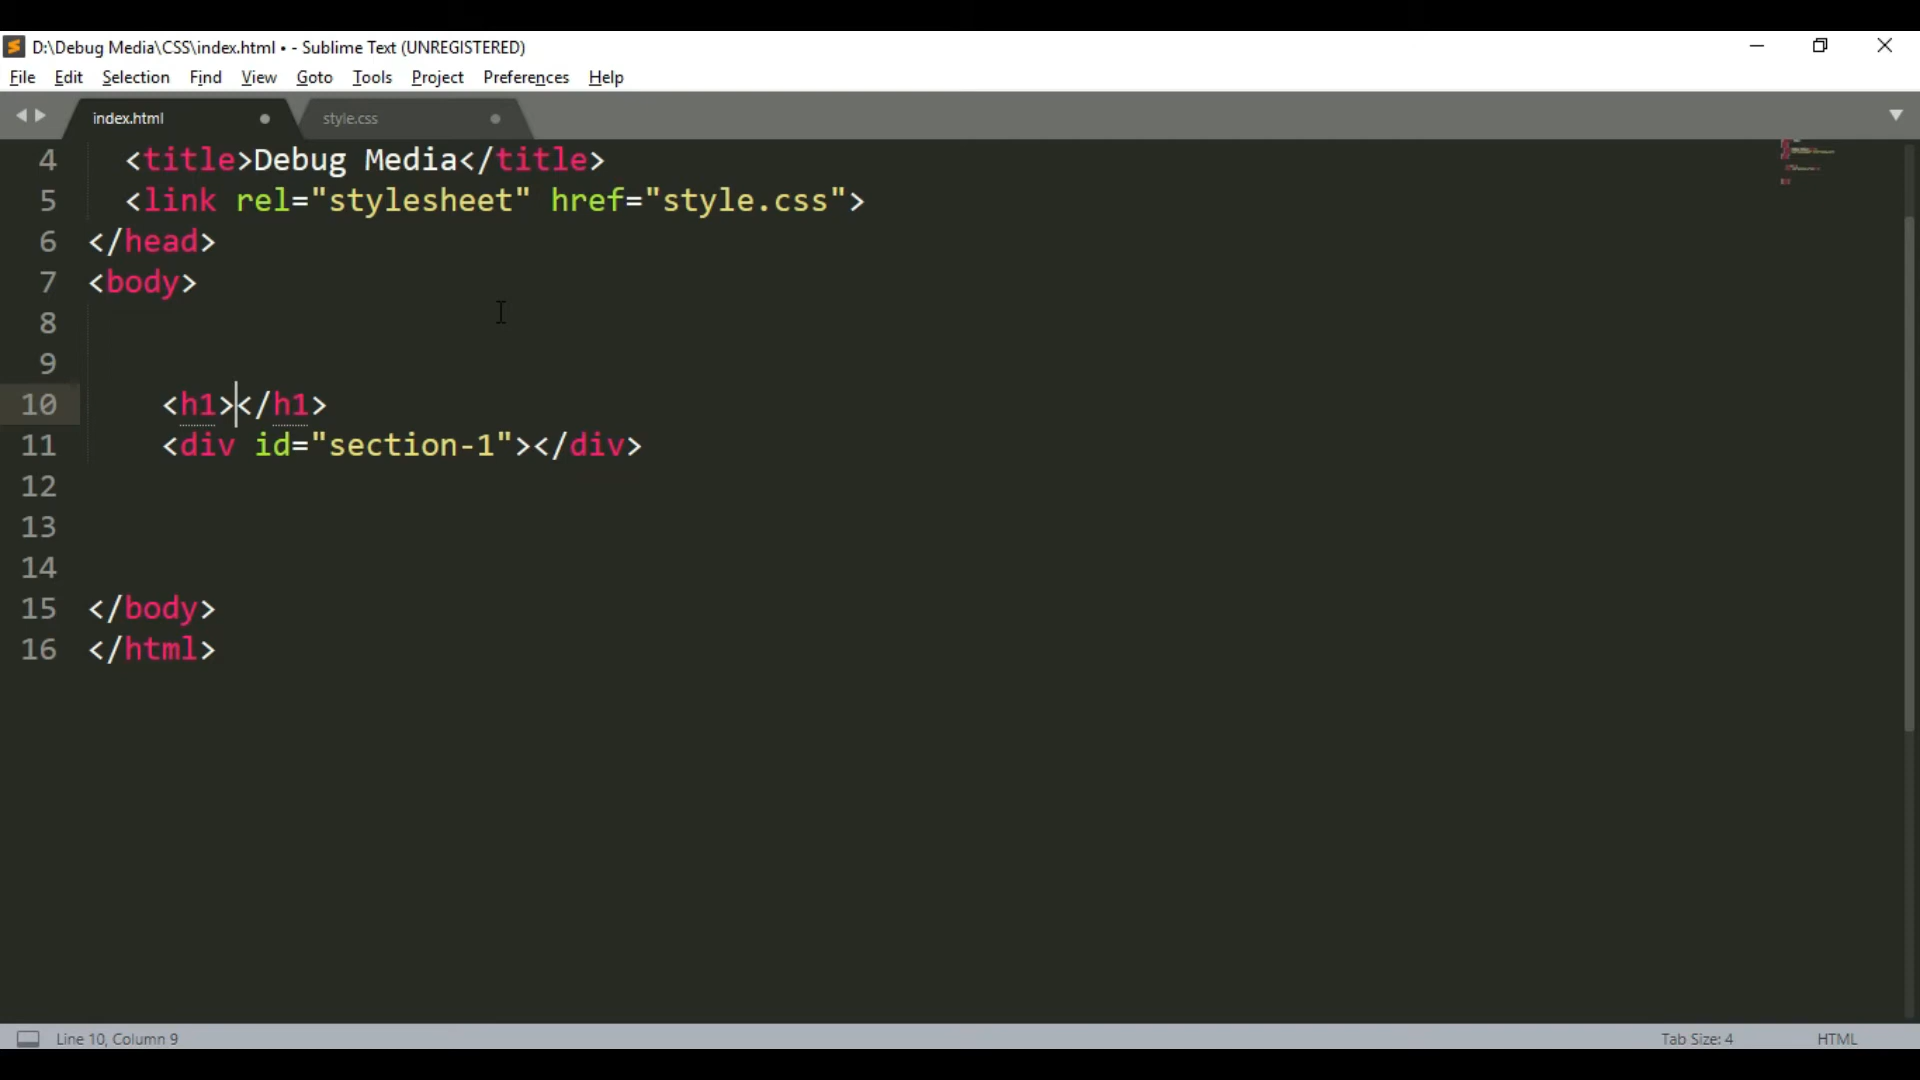 D:\Debug Media\CSS\index.html • - Sublime Text (UNREGISTERED)
File Edit Selection Find View Goto Tools Project Preferences Help
index.html style.css
4 <title>Debug Media</title>
5 <link rel="stylesheet" href="style.css">
6 </head>
7 <body>
8
9
10 <h1></h1>
11 <div id="section-1"></div>
12
13
14
15 </body>
16 </html>
Line 10, Column 9 Tab Size: 4 HTML